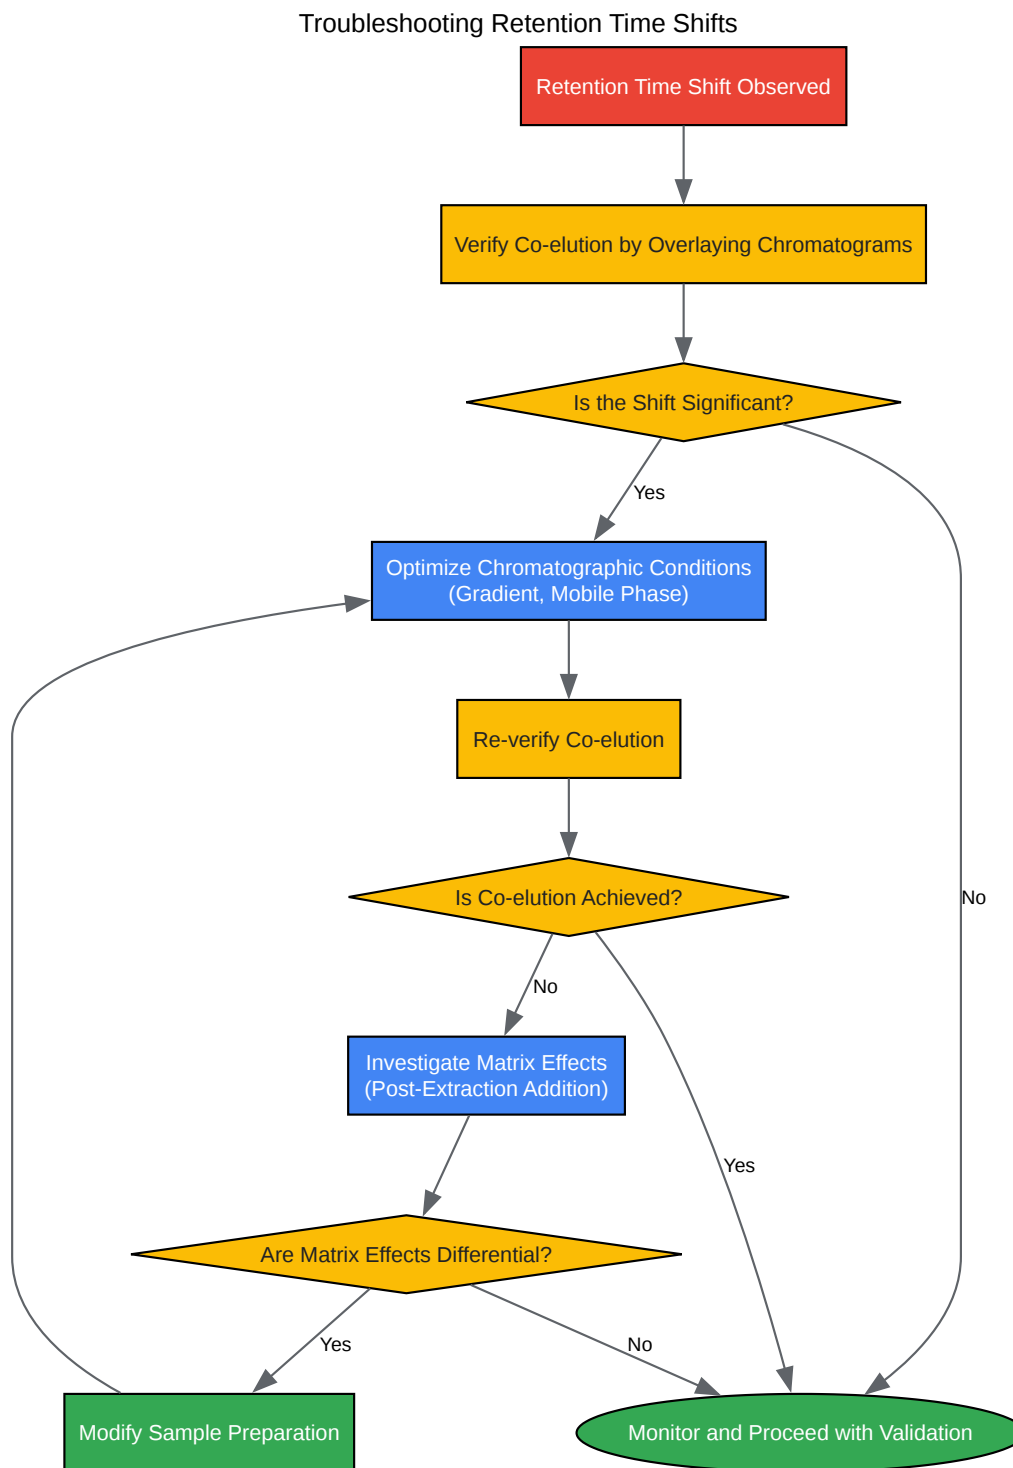 Troubleshooting Retention Time Shifts
Retention Time Shift Observed
Verify Co-elution by Overlaying Chromatograms
Is the Shift Significant?
Yes
Optimize Chromatographic Conditions
(Gradient, Mobile Phase)
Re-verify Co-elution
Is Co-elution Achieved?
No
No
Investigate Matrix Effects
(Post-Extraction Addition)
Yes
Are Matrix Effects Differential?
Yes
No
Modify Sample Preparation
Monitor and Proceed with Validation